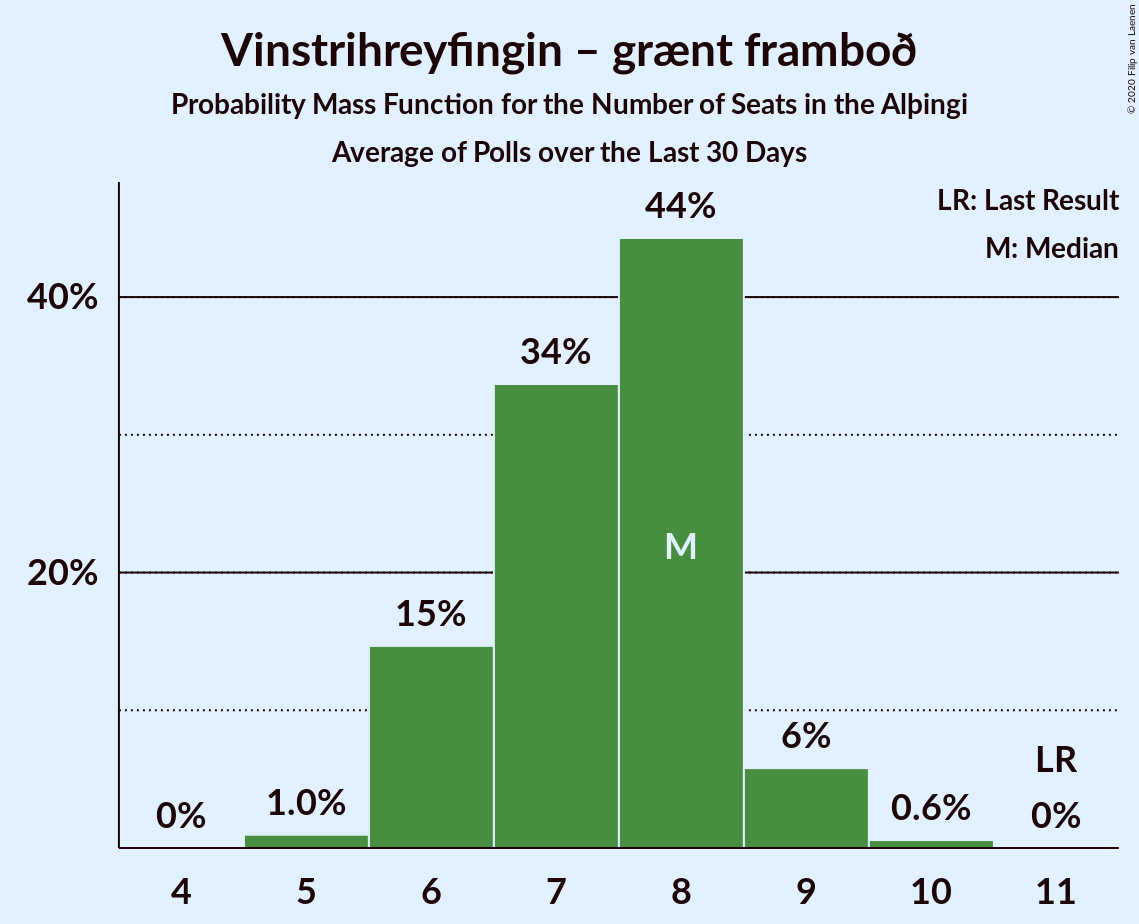 Vinstrihreyfingin – grænt framboð
Probability Mass Function for the Number of Seats in the Alþingi
Average of Polls over the Last 30 Days
© 2020 Filip van Laenen
LR: Last Result
M: Median
44%
40%
34%
M
20%
15%
6%
LR
0%
1.0%
0.6%
0%
4 5 6 7 8 9 10 11